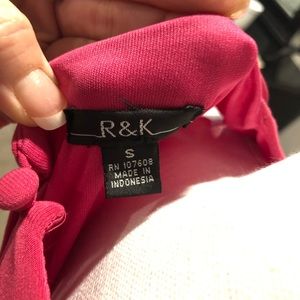 R&K
S
RN 107608
MADE IN
INDONESIA